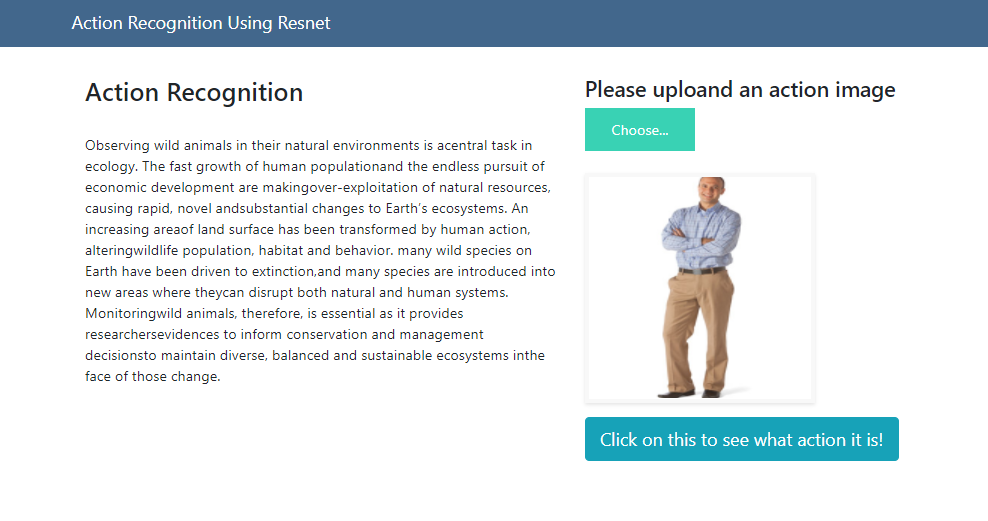 Action Recognition Using Resnet
Action Recognition
Observing wild animals in their natural environments is acentral task in
ecology. The fast growth of human populationand the endless pursuit of
economic development are makingover-exploitation of natural resources,
causing rapid, novel andsubstantial changes to Earth’s ecosystems. An
increasing areaof land surface has been transformed by human action,
alteringwildlife population, habitat and behavior. many wild species on
Earth have been driven to extinction,and many species are introduced into
new areas where theycan disrupt both natural and human systems.
Monitoringwild animals, therefore, is essential as it provides
researchersevidences to inform conservation and management
decisionsto maintain diverse, balanced and sustainable ecosystems inthe
face of those change.
Please uploand an action image
Choose...
Click on this to see what action it is!